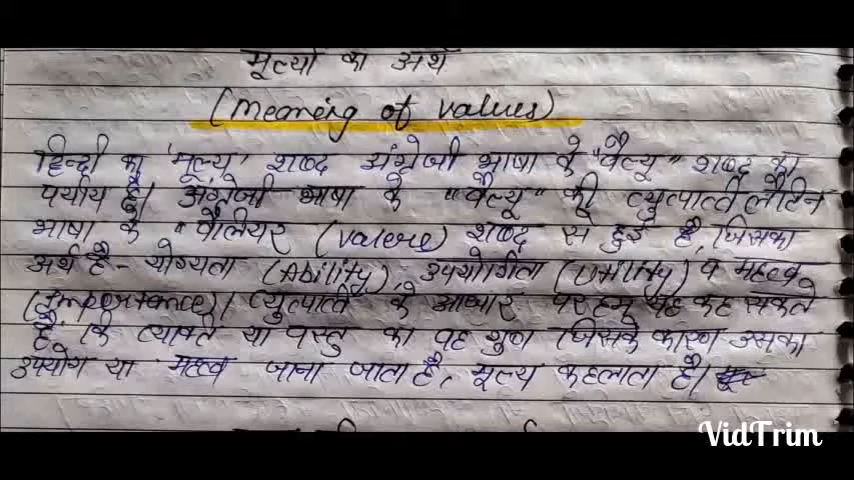 मूल्यों का अर्थ
(Meaning of values)
हिन्दी का 'मूल्य' शब्द अंग्रेजी भाषा के "वैल्यू" शब्द का
पर्याय है। अंग्रेजी भाषा के "वैल्यू" की व्युत्पत्ति लैटिन
भाषा के "वैलियर (valere) शब्द से हुई है, जिसका
अर्थ है - योग्यता (Ability), उपयोगिता (Utility) व महत्व
(Importance)। व्युत्पत्ति के आधार पर हम यह कह सकते
है, कि व्यक्ति या वस्तु का वह गुण जिसके कारण उसका
उपयोग या महत्व जाना जाता है, मूल्य कहलाता है।
VidTrim